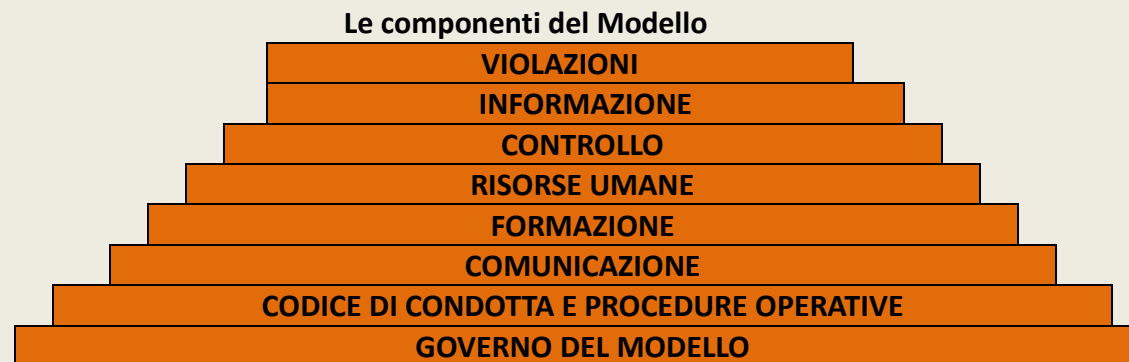 Le componenti del Modello
VIOLAZIONI
INFORMAZIONE
CONTROLLO
RISORSE UMANE
FORMAZIONE
COMUNICAZIONE
CODICE DI CONDOTTA E PROCEDURE OPERATIVE
GOVERNO DEL MODELLO